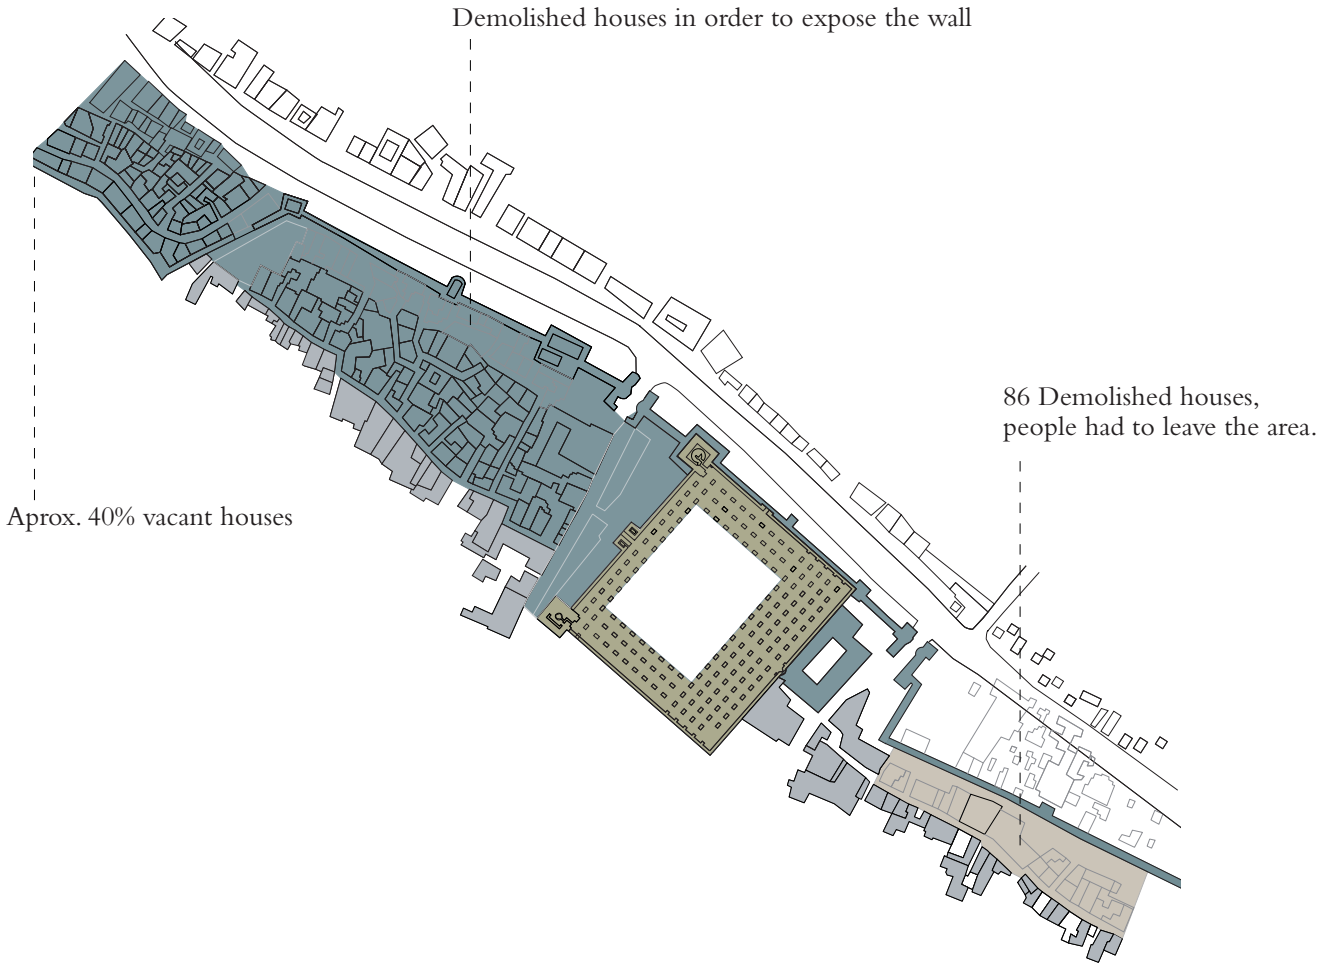 Demolished houses in order to expose the wall
86 Demolished houses,
people had to leave the area.
Aprox. 40% vacant houses